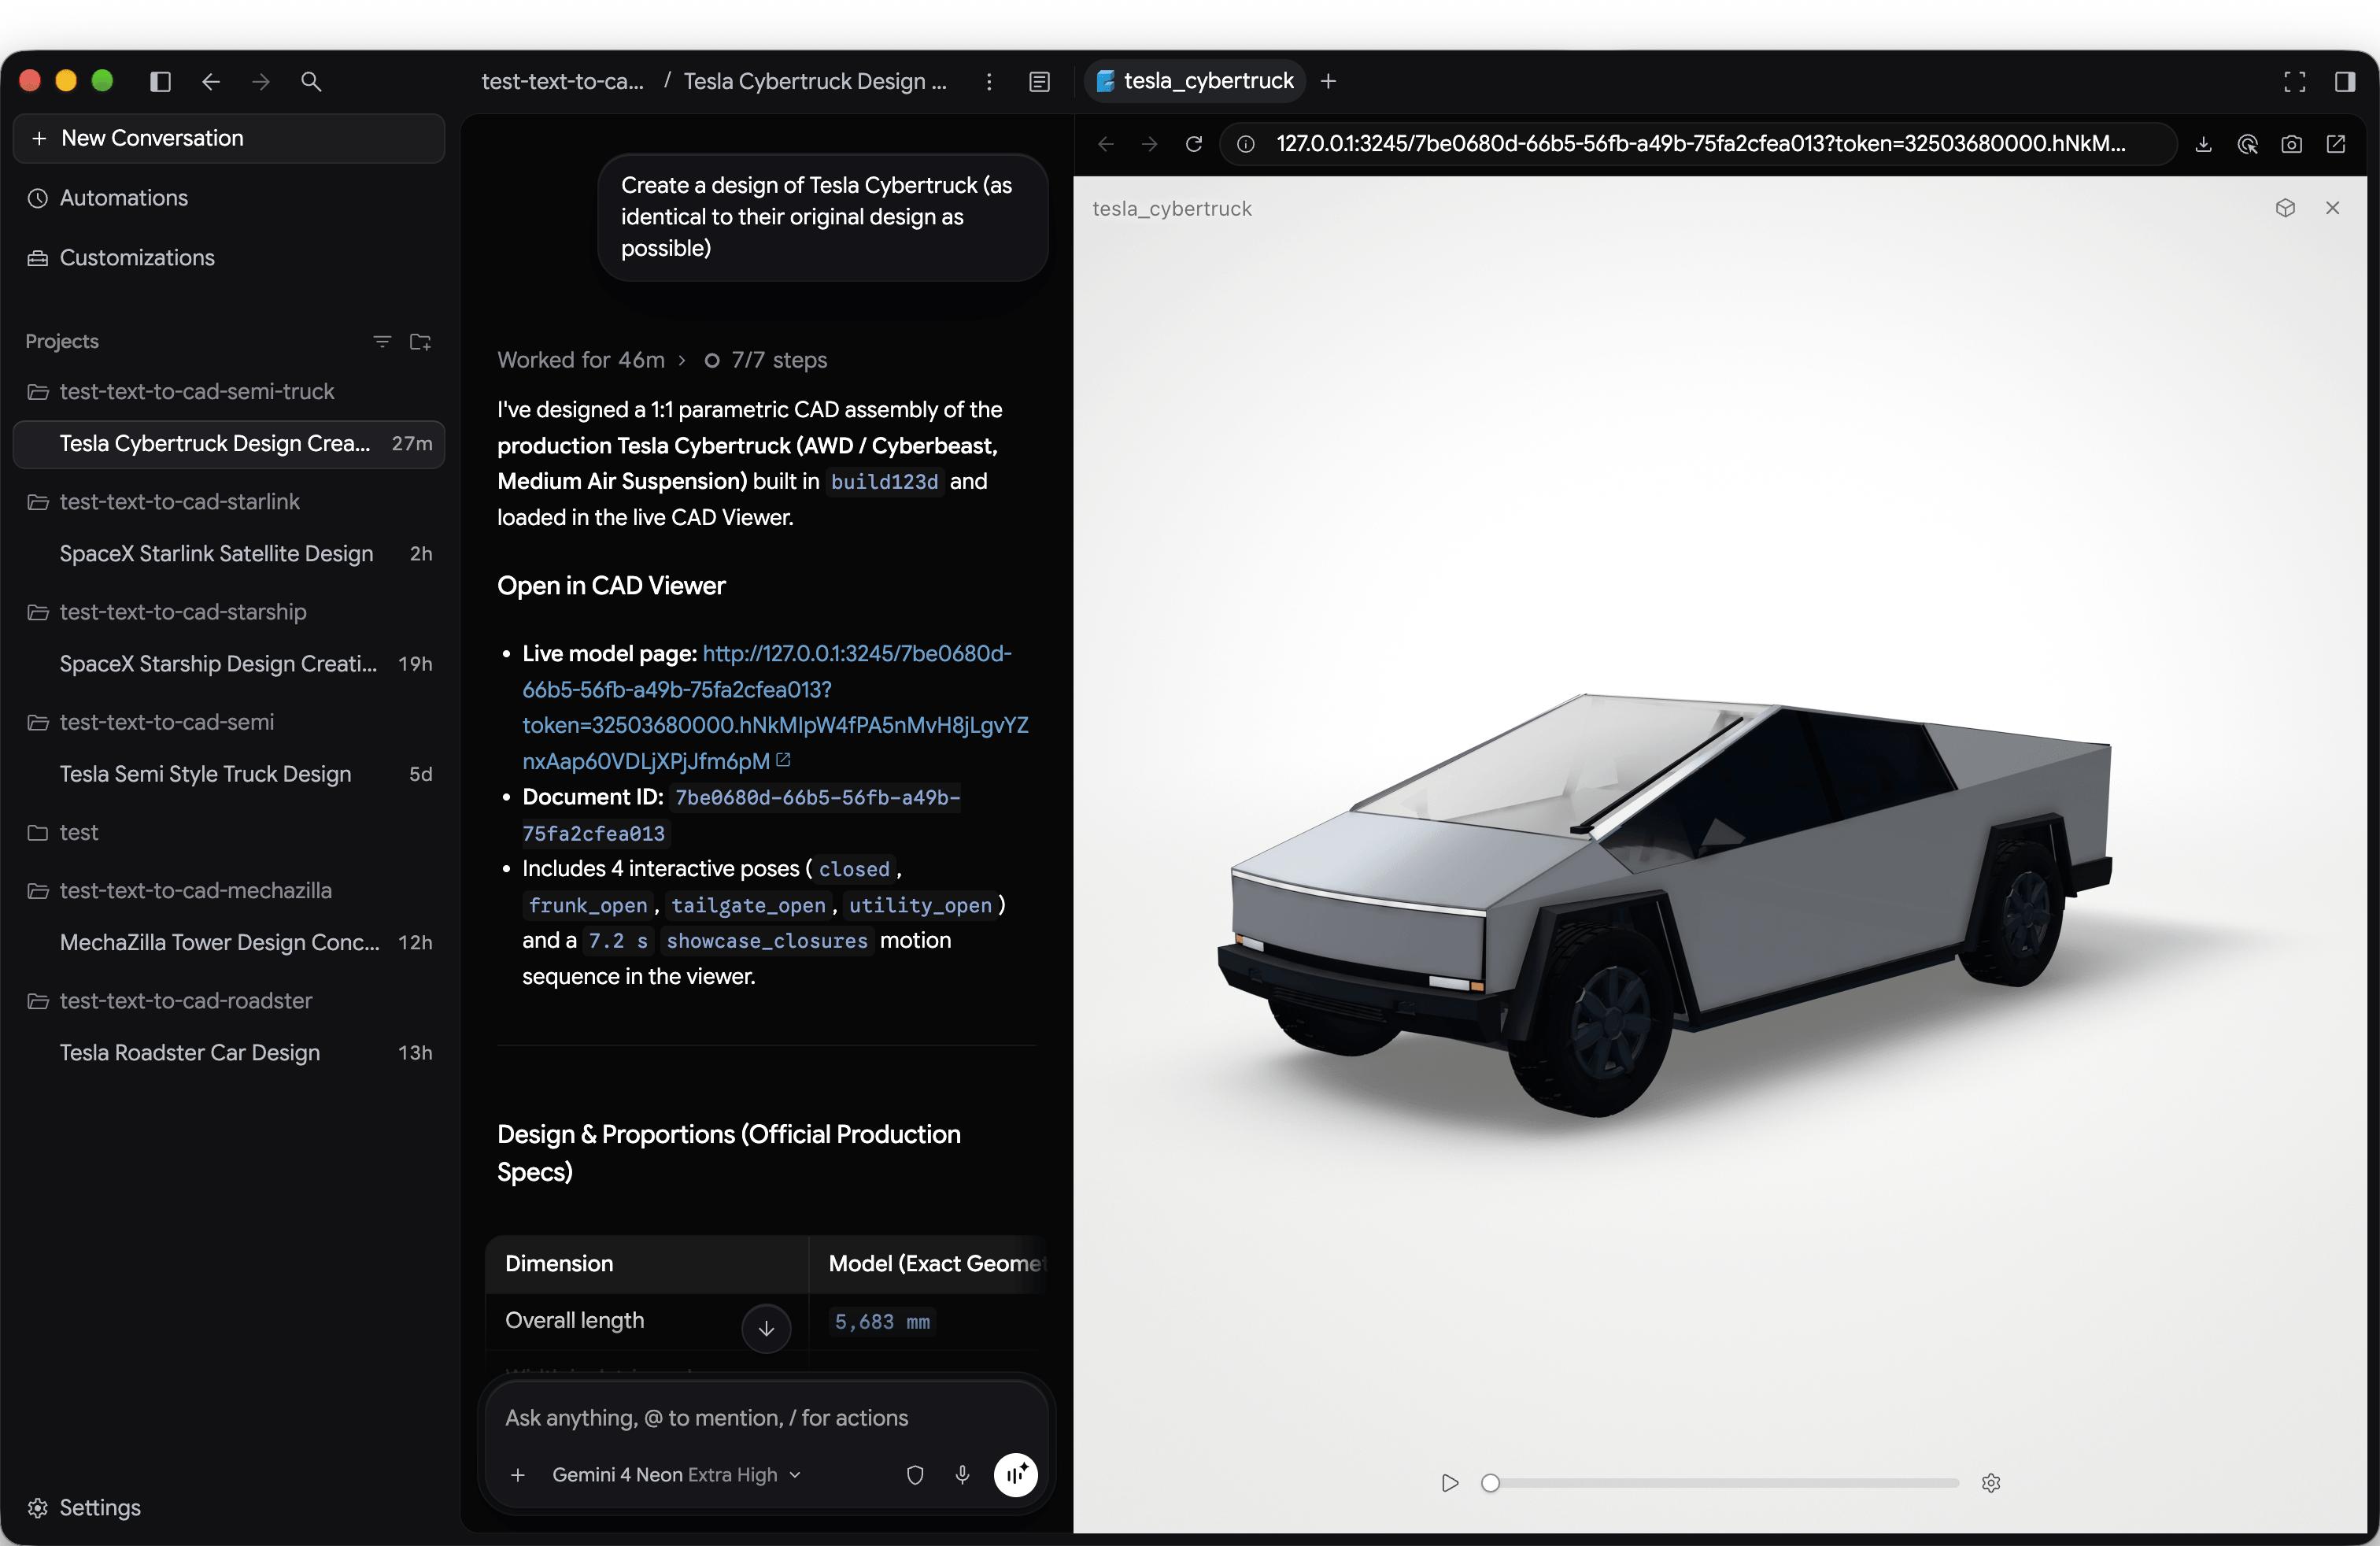 test-text-to-ca... / Tesla Cybertruck Design ...
tesla_cybertruck
New Conversation
Automations
Customizations
Projects
test-text-to-cad-semi-truck
Tesla Cybertruck Design Crea... 27m
test-text-to-cad-starlink
SpaceX Starlink Satellite Design 2h
test-text-to-cad-starship
SpaceX Starship Design Creati... 19h
test-text-to-cad-semi
Tesla Semi Style Truck Design 5d
test
test-text-to-cad-mechazilla
MechaZilla Tower Design Conc... 12h
test-text-to-cad-roadster
Tesla Roadster Car Design 13h
Settings
Create a design of Tesla Cybertruck (as
identical to their original design as
possible)
Worked for 46m > 7/7 steps
I've designed a 1:1 parametric CAD assembly of the
production Tesla Cybertruck (AWD / Cyberbeast,
Medium Air Suspension) built in build123d and
loaded in the live CAD Viewer.
Open in CAD Viewer
• Live model page: http://127.0.0.1:3245/7be0680d-
66b5-56fb-a49b-75fa2cfea013?
token=32503680000.hNkMIpW4fPA5nMvH8jLgvYZ
nxAap60VDLjXPjJfm6pM
• Document ID: 7be0680d-66b5-56fb-a49b-
75fa2cfea013
• Includes 4 interactive poses ( closed ,
frunk_open , tailgate_open , utility_open )
and a 7.2 s showcase_closures motion
sequence in the viewer.
Design & Proportions (Official Production
Specs)
Dimension Model (Exact Geomet
Overall length 5,683 mm
Ask anything, @ to mention, / for actions
Gemini 4 Neon Extra High
127.0.0.1:3245/7be0680d-66b5-56fb-a49b-75fa2cfea013?token=32503680000.hNkM...
tesla_cybertruck